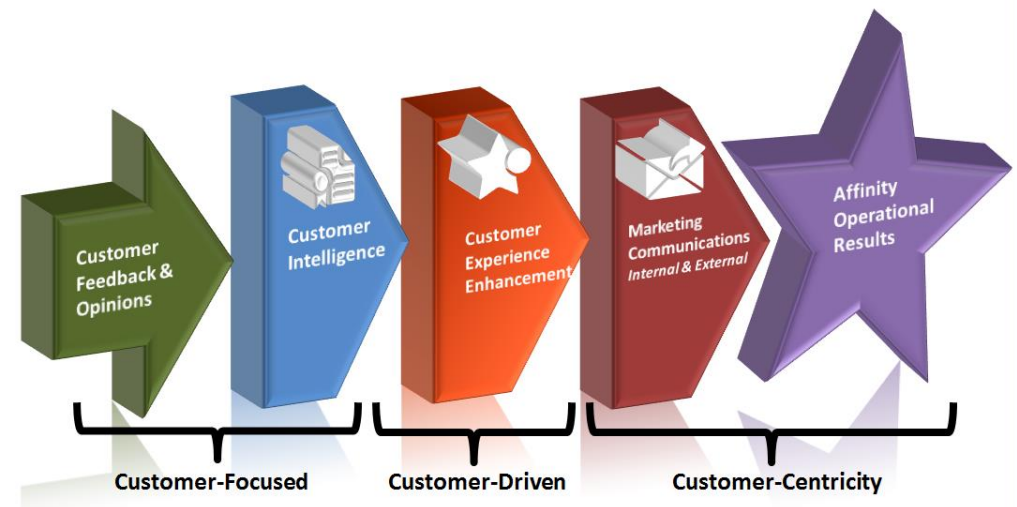 Customer
Feedback &
Opinions
Customer
Intelligence
Customer
Experience
Enhancement
Marketing
Communications
Internal & External
Affinity
Operational
Results
Customer-Focused
Customer-Driven
Customer-Centricity